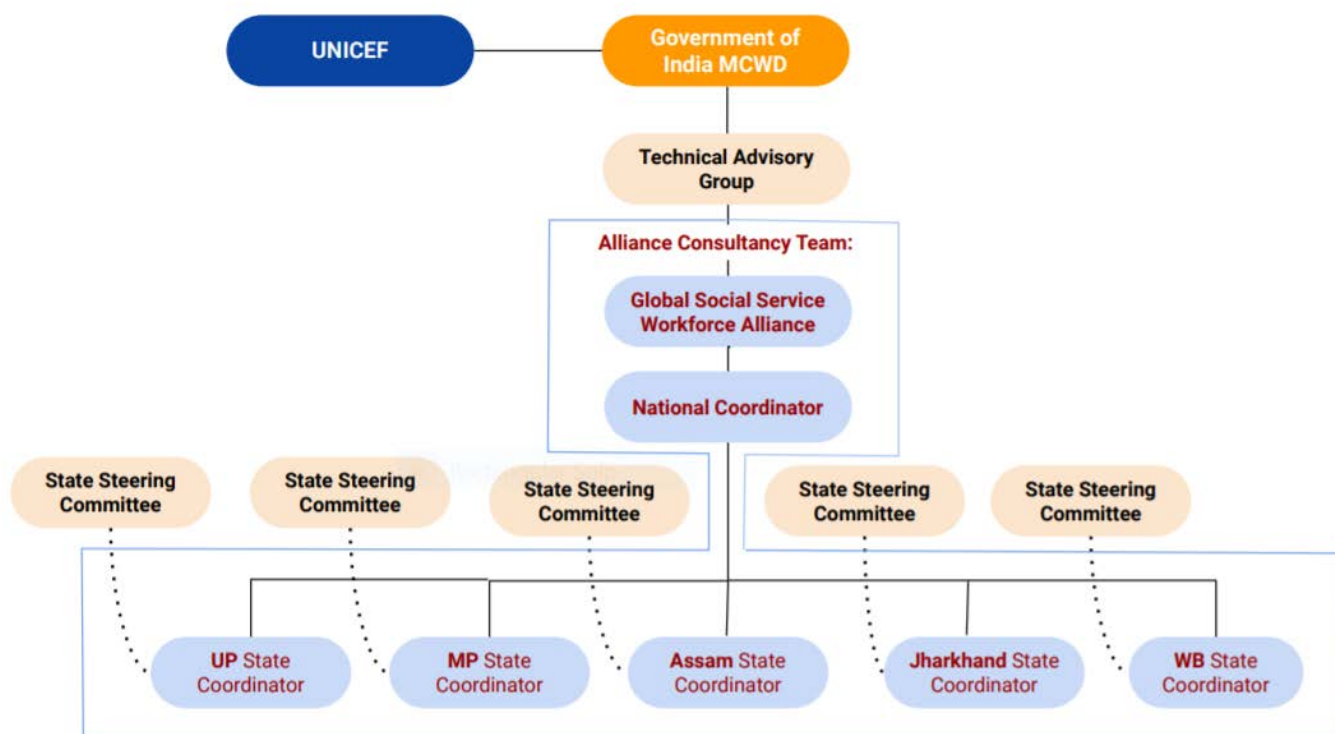 UNICEF
Government of
India MCWD
Technical Advisory
Group
Alliance Consultancy Team:
Global Social Service
Workforce Alliance
National Coordinator
State Steering
Committee
State Steering
Committee
State Steering
Committee
State Steering
Committee
State Steering
Committee
UP State
Coordinator
MP State
Coordinator
Assam State
Coordinator
Jharkhand State
Coordinator
WB State
Coordinator